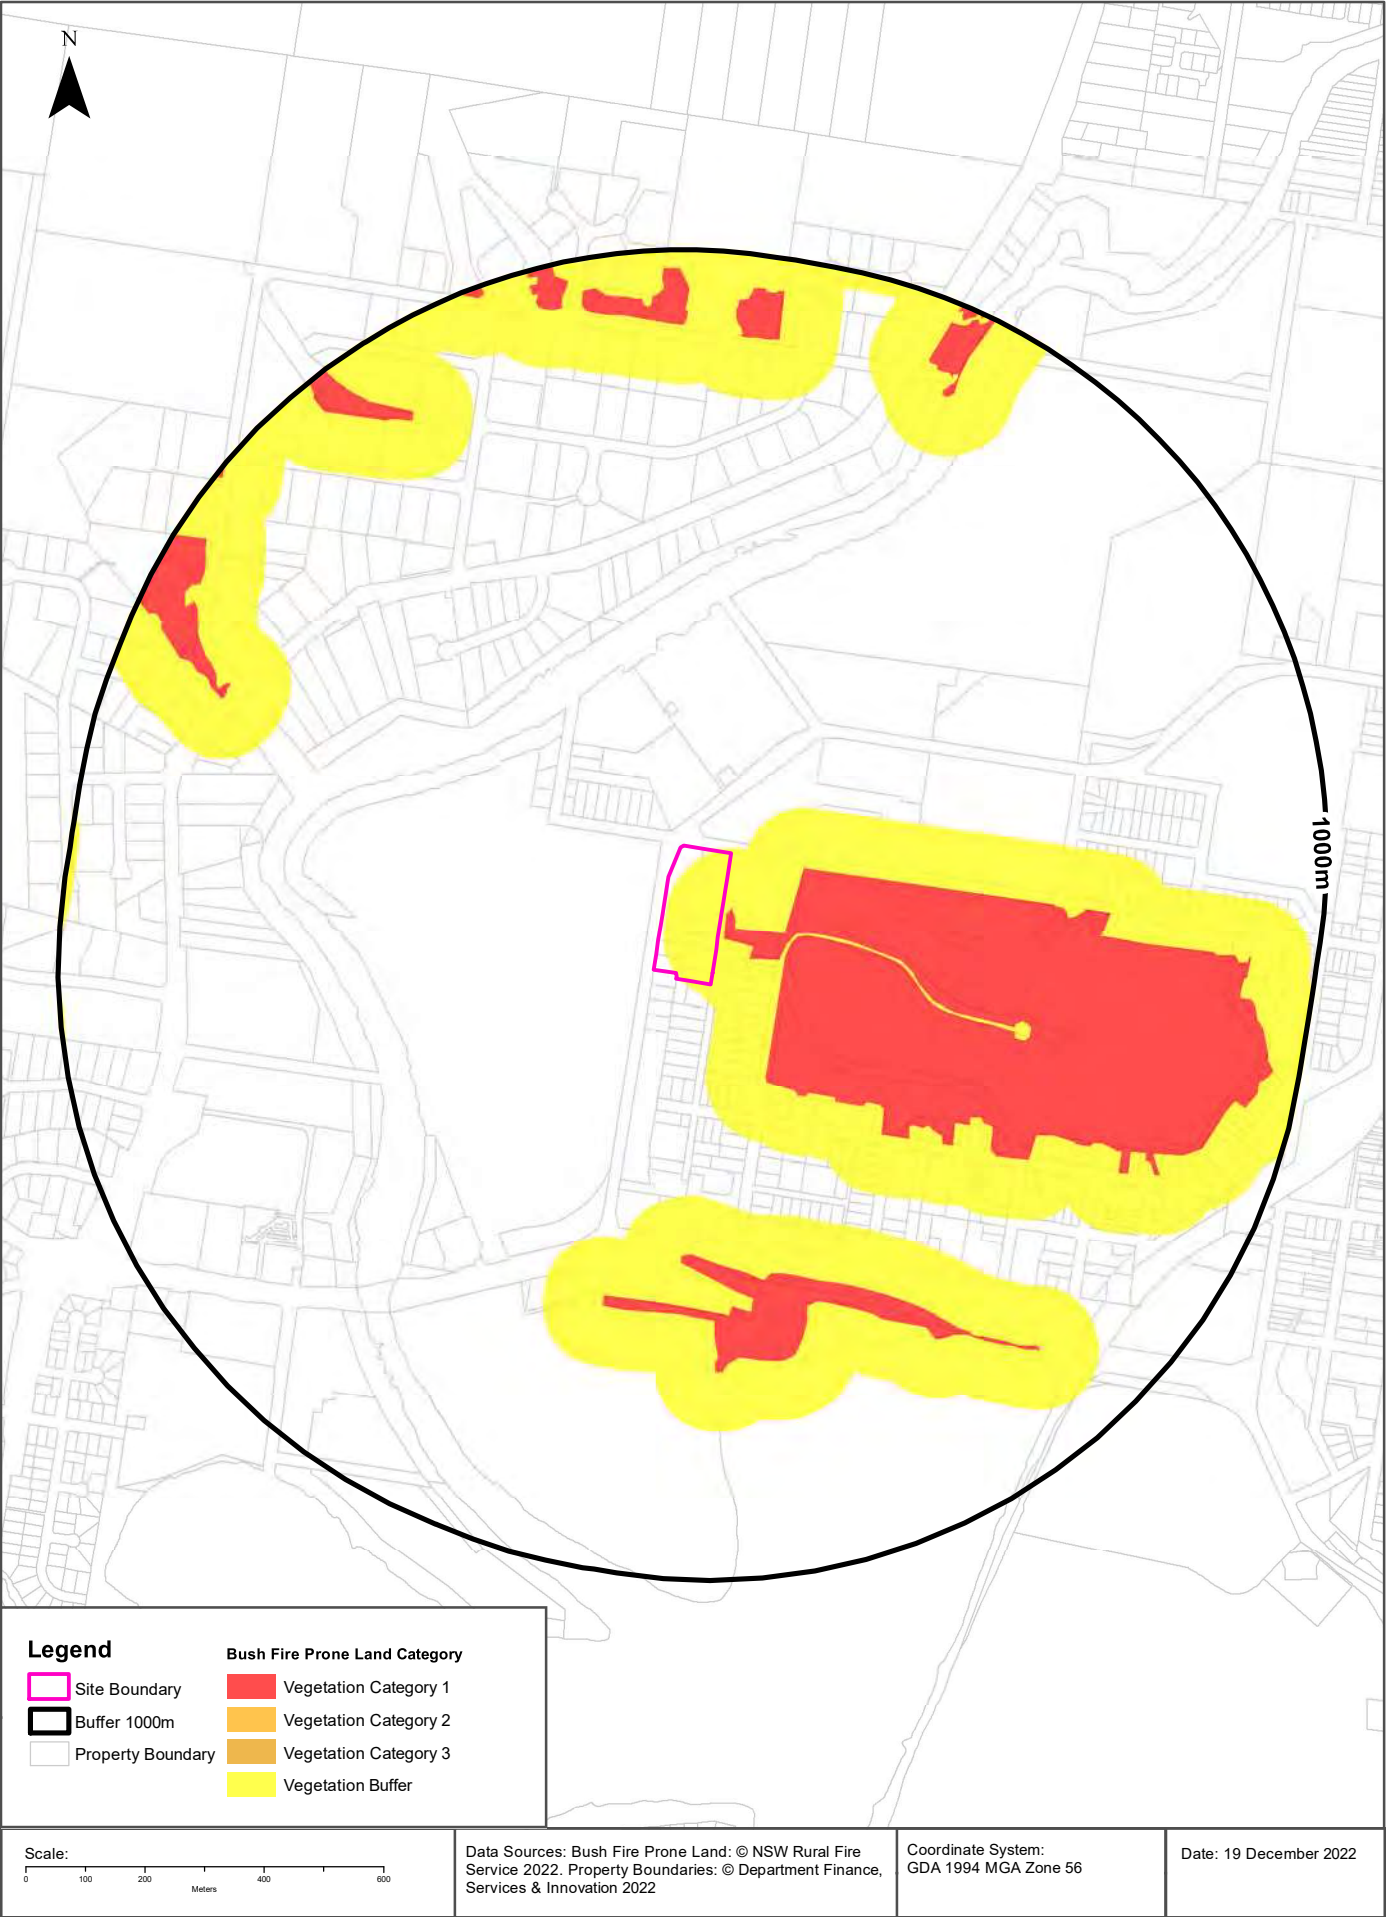 N
1000m
Legend
Site Boundary
Buffer 1000m
Property Boundary
Bush Fire Prone Land Category
Vegetation Category 1
Vegetation Category 2
Vegetation Category 3
Vegetation Buffer
Scale:
0 100 200 400 600
Meters
Data Sources: Bush Fire Prone Land: © NSW Rural Fire
Service 2022. Property Boundaries: © Department Finance,
Services & Innovation 2022
Coordinate System:
GDA 1994 MGA Zone 56
Date: 19 December 2022